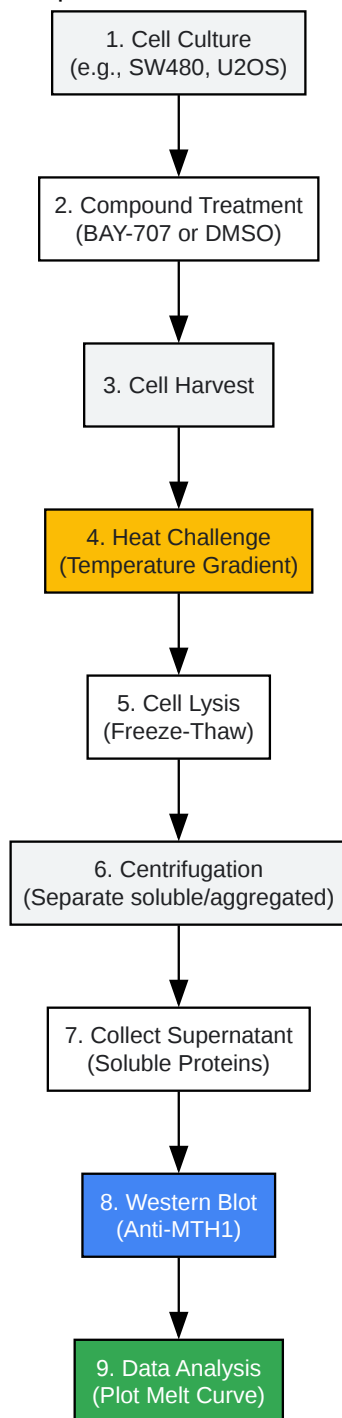 1. Cell Culture
(e.g., SW480, U2OS)
2. Compound Treatment
(BAY-707 or DMSO)
3. Cell Harvest
4. Heat Challenge
(Temperature Gradient)
5. Cell Lysis
(Freeze-Thaw)
6. Centrifugation
(Separate soluble/aggregated)
7. Collect Supernatant
(Soluble Proteins)
8. Western Blot
(Anti-MTH1)
9. Data Analysis
(Plot Melt Curve)